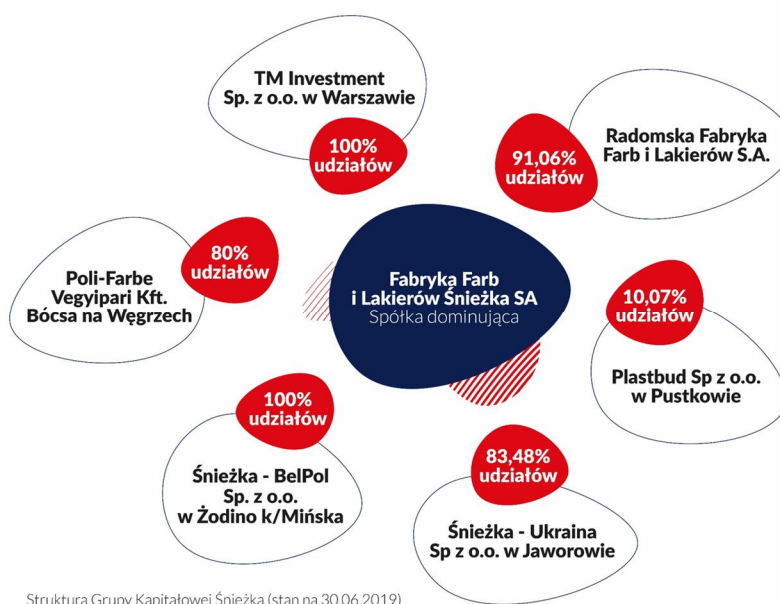 TM Investment
Sp. z o.o. w Warszawie
100%
udziałów
Radomska Fabryka
Farb i Lakierów S.A.
91,06%
udziałów
Poli-Farbe
Vegyipari Kft.
Bócsa na Węgrzech
80%
udziałów
Fabryka Farb
i Lakierów Śnieżka SA
Spółka dominująca
10,07%
udziałów
Plastbud Sp z o.o.
w Pustkowie
100%
udziałów
Śnieżka - BelPol
Sp. z o.o.
w Żodino k/Mińska
83,48%
udziałów
Śnieżka - Ukraina
Sp z o.o. w Jaworowie
Struktura Grupy Kapitałowej Śnieżka (stan na 30.06.2019)